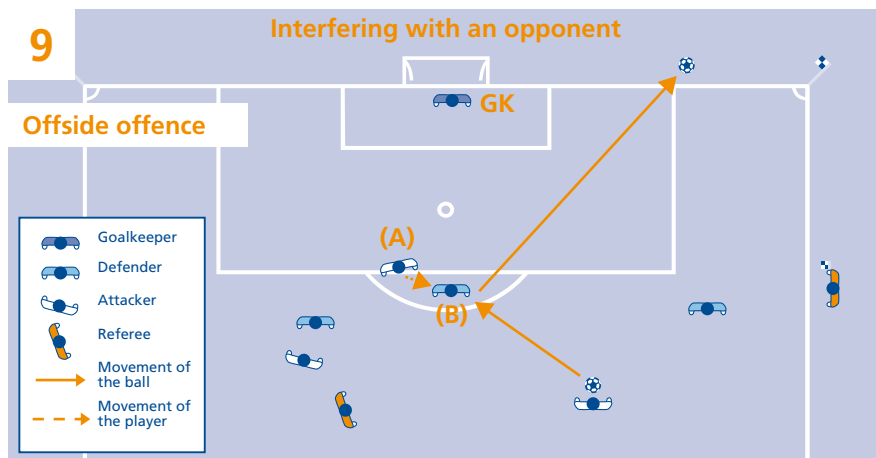 9
Interfering with an opponent
GK
Offside offence
(A)
(B)
Goalkeeper
Defender
Attacker
Referee
Movement of
the ball
Movement of
the player